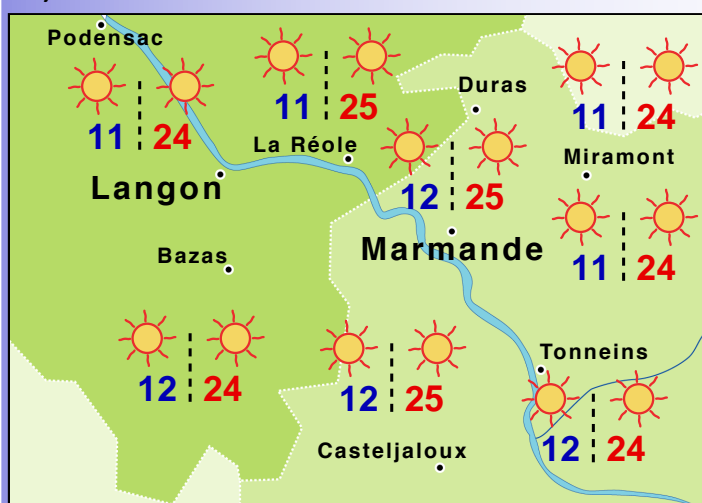 Podensac
11 24
11 25
Duras
11 24
La Réole
Miramont
Langon
12 25
Marmande
11 24
Bazas
12 24
12 25
Tonneins
12 24
Casteljaloux